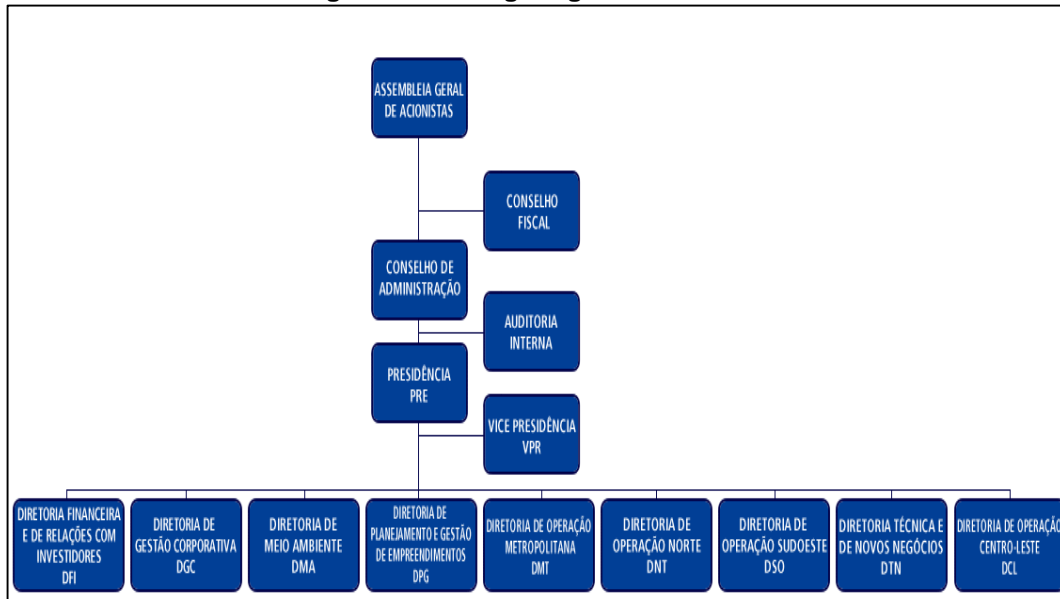 ASSEMBLEIA GERAL
DE ACIONISTAS
CONSELHO
FISCAL
CONSELHO DE
ADMINISTRAÇÃO
AUDITORIA
INTERNA
PRESIDÊNCIA
PRE
VICE PRESIDÊNCIA
VPR
DIRETORIA FINANCEIRA
E DE RELAÇÕES COM
INVESTIDORES
DFI
DIRETORIA DE
GESTÃO CORPORATIVA
DGC
DIRETORIA DE
MEIO AMBIENTE
DMA
DIRETORIA DE
PLANEJAMENTO E GESTÃO
DE EMPREENDIMENTOS
DPG
DIRETORIA DE OPERAÇÃO
METROPOLITANA
DMT
DIRETORIA DE
OPERAÇÃO NORTE
DNT
DIRETORIA DE
OPERAÇÃO SUDOESTE
DSO
DIRETORIA TÉCNICA E
DE NOVOS NEGÓCIOS
DTN
DIRETORIA DE OPERAÇÃO
CENTRO-LESTE
DCL